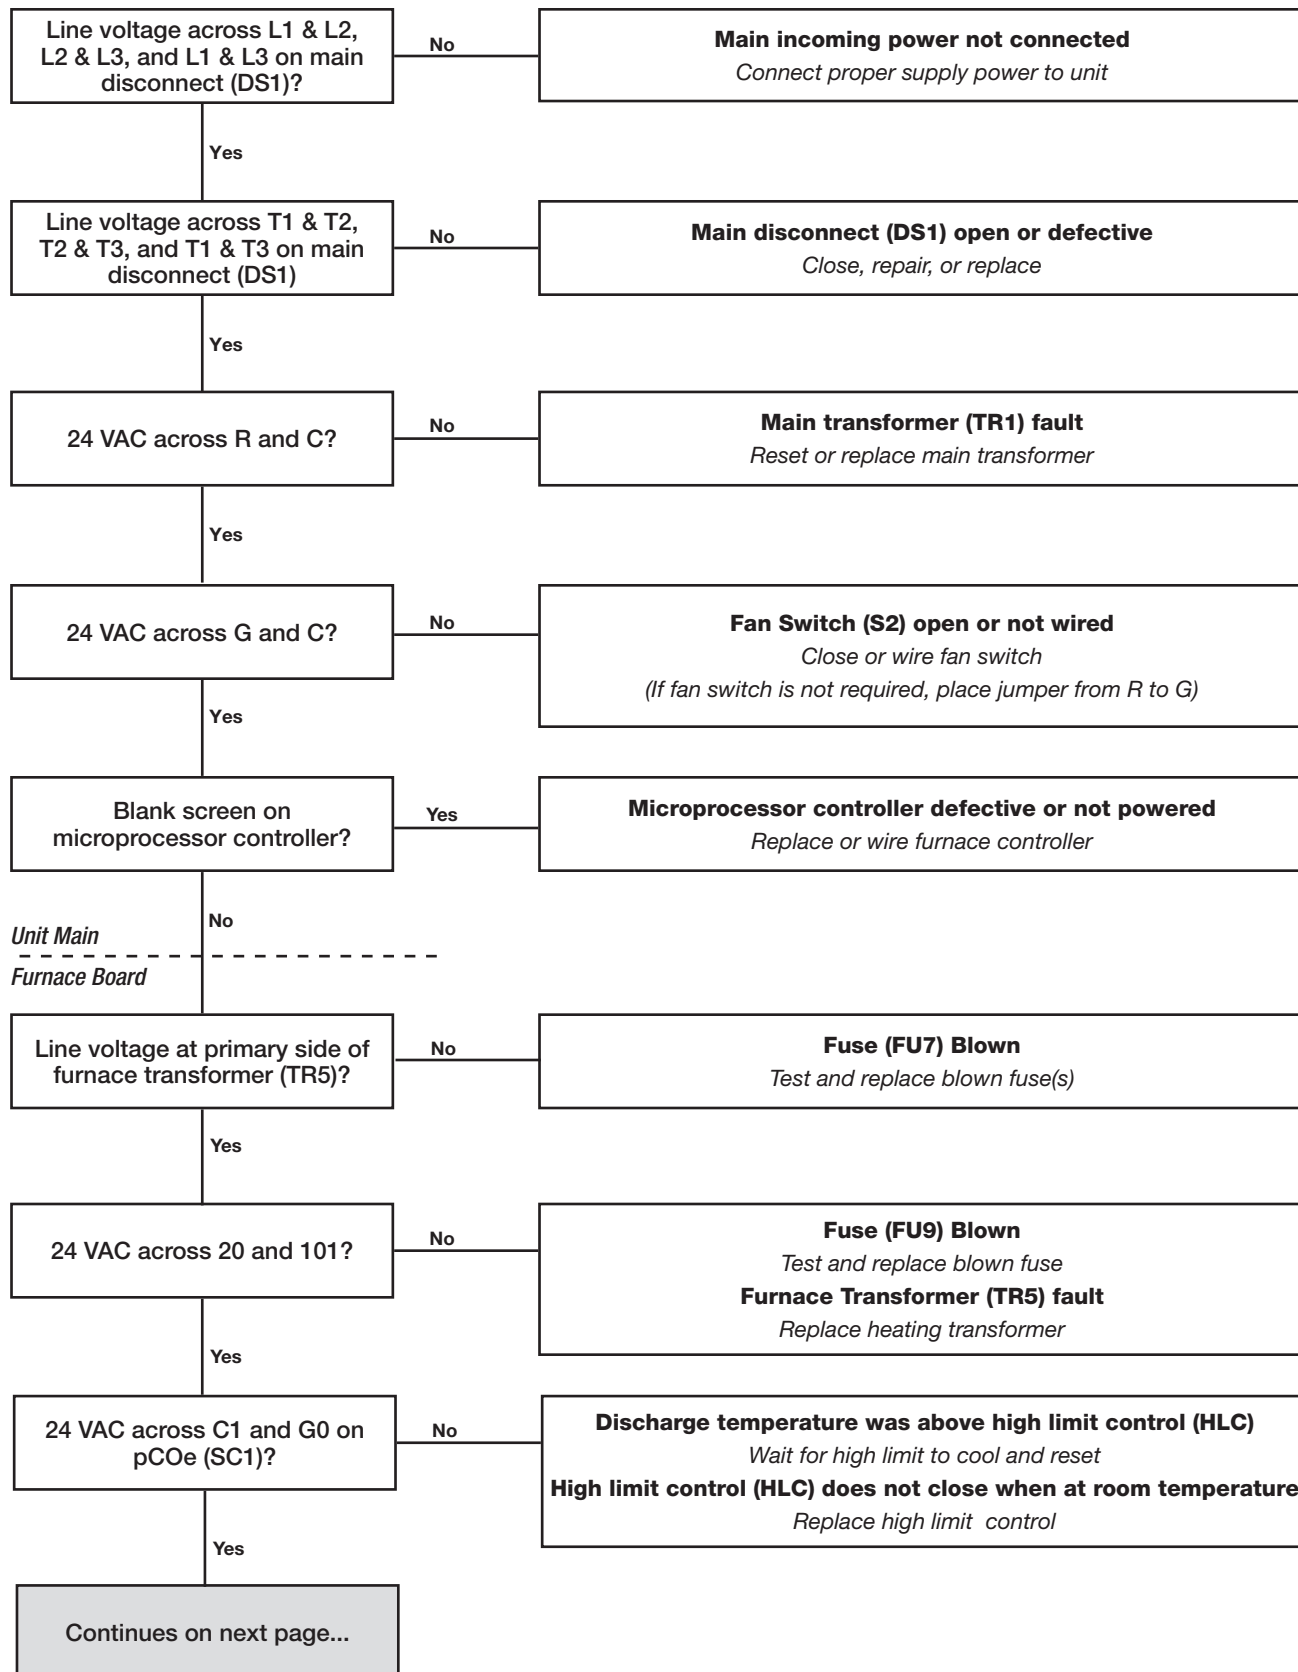 Line voltage across L1 & L2,
L2 & L3, and L1 & L3 on main
disconnect (DS1)?
No
Main incoming power not connected
Connect proper supply power to unit
Yes
Line voltage across T1 & T2,
T2 & T3, and T1 & T3 on main
disconnect (DS1)
No
Main disconnect (DS1) open or defective
Close, repair, or replace
Yes
24 VAC across R and C?
No
Main transformer (TR1) fault
Reset or replace main transformer
Yes
24 VAC across G and C?
No
Fan Switch (S2) open or not wired
Close or wire fan switch
(If fan switch is not required, place jumper from R to G)
Yes
Blank screen on
microprocessor controller?
Yes
Microprocessor controller defective or not powered
Replace or wire furnace controller
No
Unit Main
Furnace Board
Line voltage at primary side of
furnace transformer (TR5)?
No
Fuse (FU7) Blown
Test and replace blown fuse(s)
Yes
24 VAC across 20 and 101?
No
Fuse (FU9) Blown
Test and replace blown fuse
Furnace Transformer (TR5) fault
Replace heating transformer
Yes
24 VAC across C1 and G0 on
pCOe (SC1)?
No
Discharge temperature was above high limit control (HLC)
Wait for high limit to cool and reset
High limit control (HLC) does not close when at room temperature
Replace high limit control
Yes
Continues on next page...